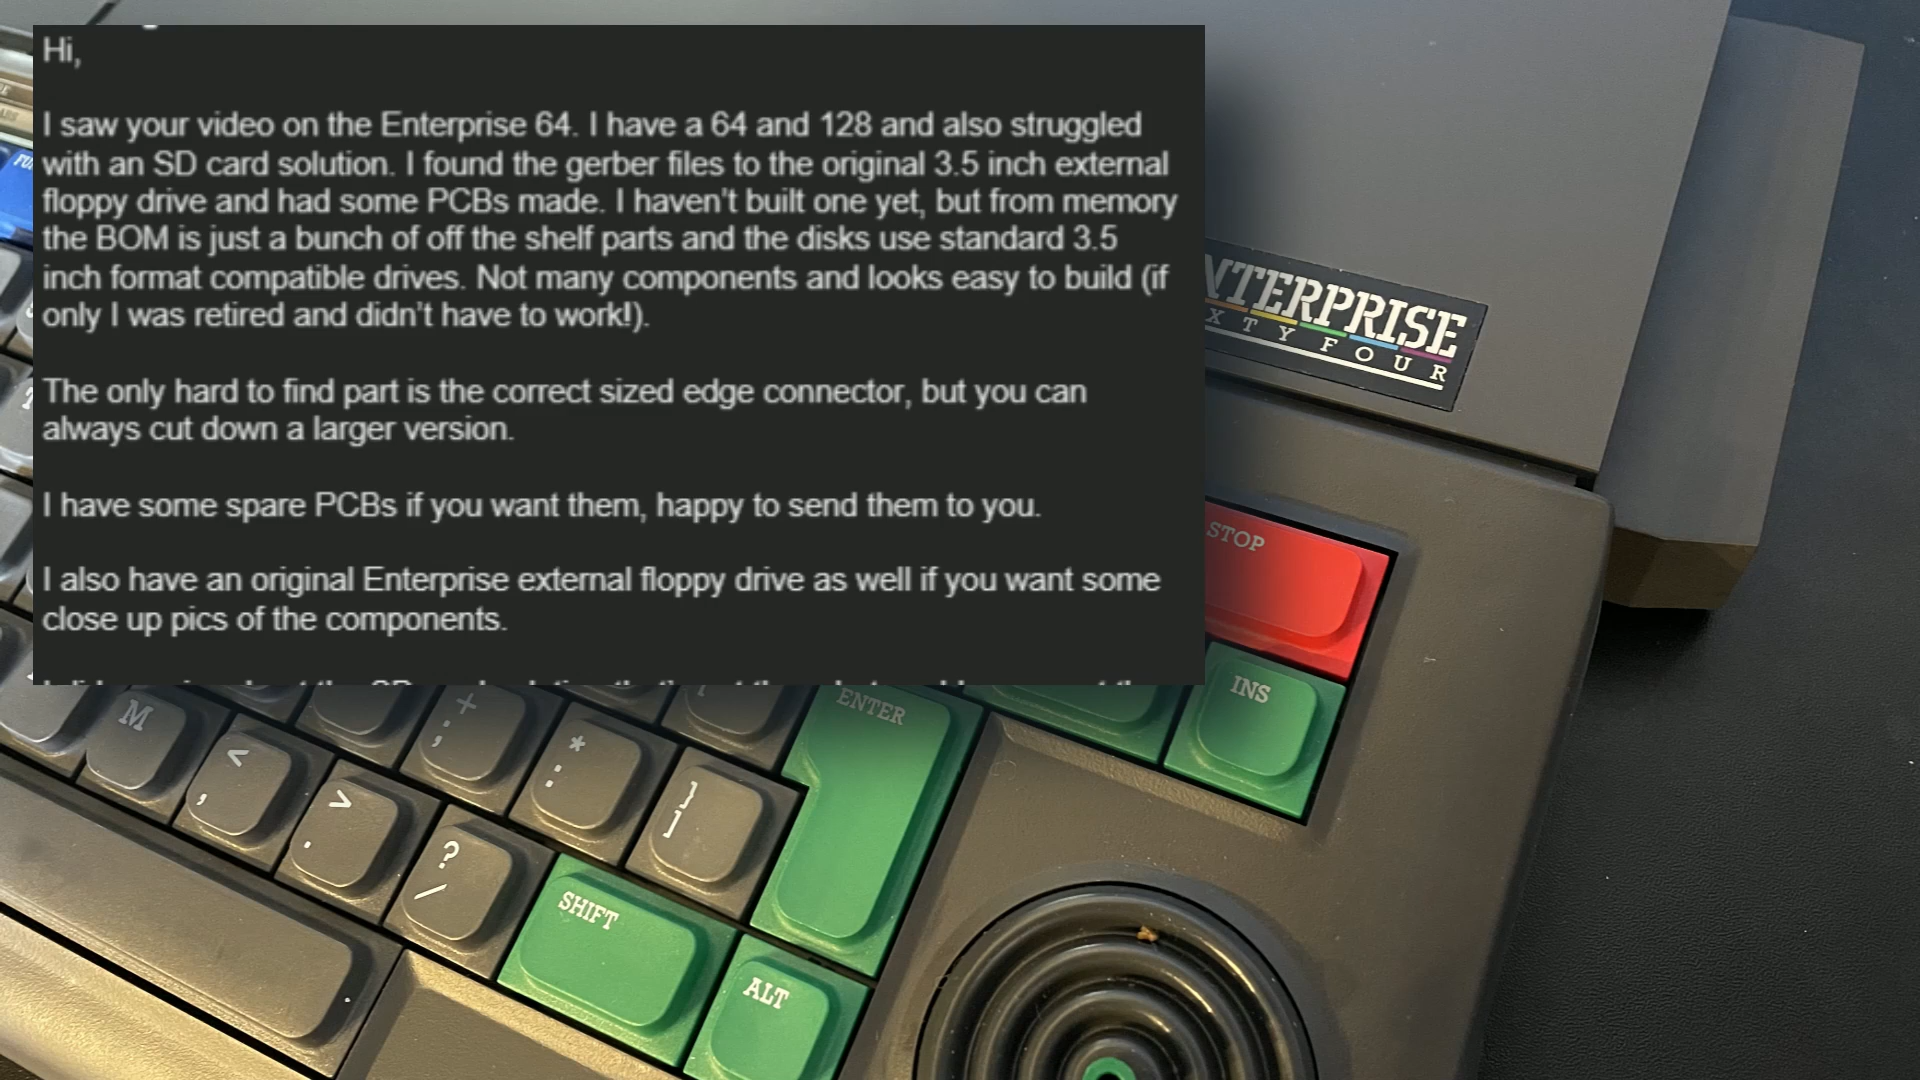 Hi,
I saw your video on the Enterprise 64. I have a 64 and 128 and also struggled
with an SD card solution. I found the gerber files to the original 3.5 inch external
floppy drive and had some PCBs made. I haven't built one yet, but from memory
the BOM is just a bunch of off the shelf parts and the disks use standard 3.5
inch format compatible drives. Not many components and looks easy to build (if
only I was retired and didn't have to work!).
The only hard to find part is the correct sized edge connector, but you can
always cut down a larger version.
I have some spare PCBs if you want them, happy to send them to you.
I also have an original Enterprise external floppy drive as well if you want some
close up pics of the components.
NTERPRISE
XTY FOUR
STOP
INS
ENTER
M
<
,
>
.
?
/
+
;
*
:
}
]
SHIFT
ALT